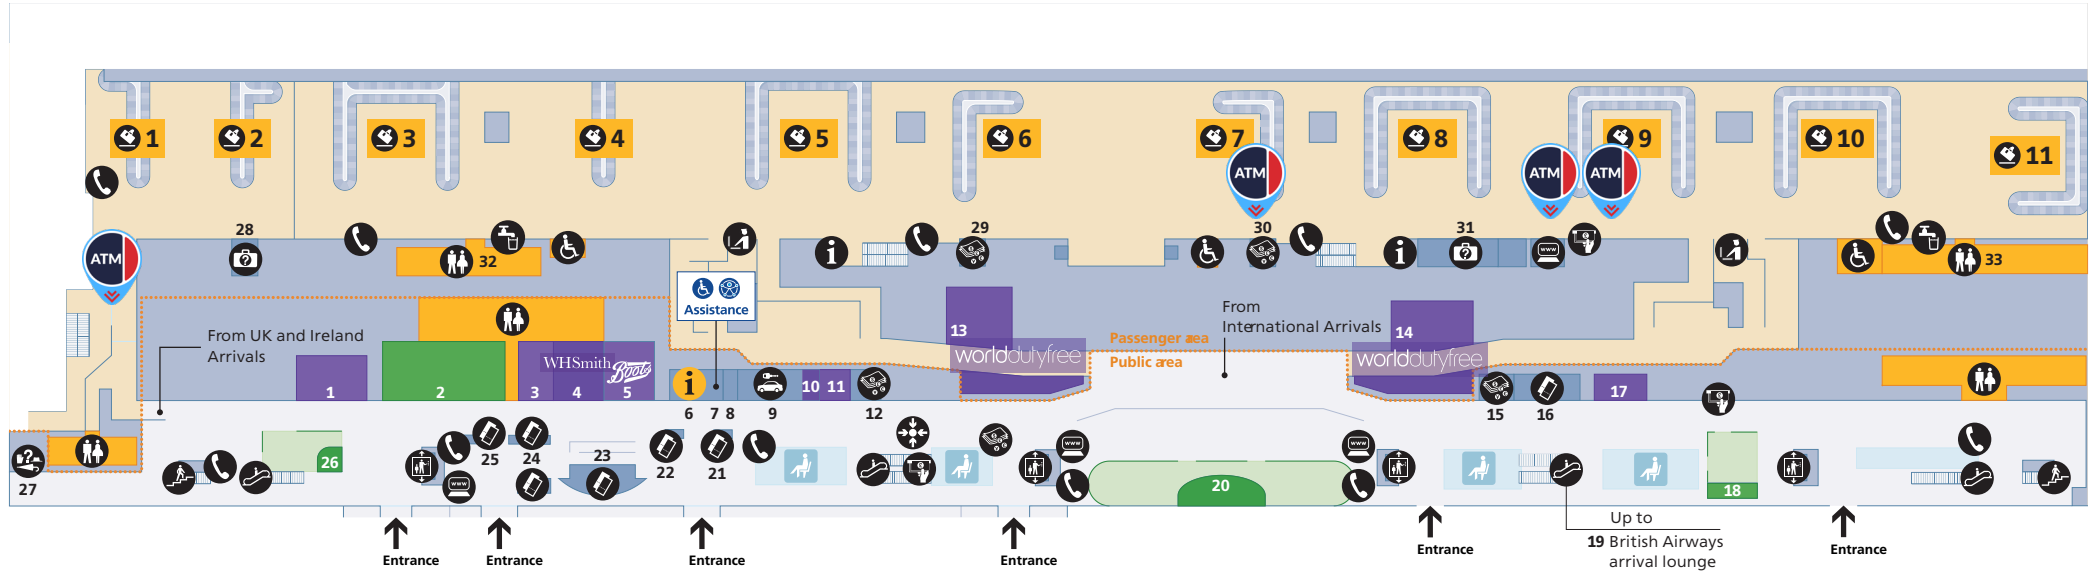 1
2
3
4
5
6
7
8
9
10
11
ATM
ATM
ATM
ATM
28
32
29
30
31
33
Assistance
From UK and Ireland
Arrivals
From
International Arrivals
Passenger area
Public area
13
worlddutyfree
14
worlddutyfree
1
2
WHSmith
Boots
3
4
5
6
7
8
9
10
11
12
15
16
17
27
26
25
24
23
22
21
20
18
www
www
www
www
Up to
19 British Airways
arrival lounge
Entrance
Entrance
Entrance
Entrance
Entrance
Entrance